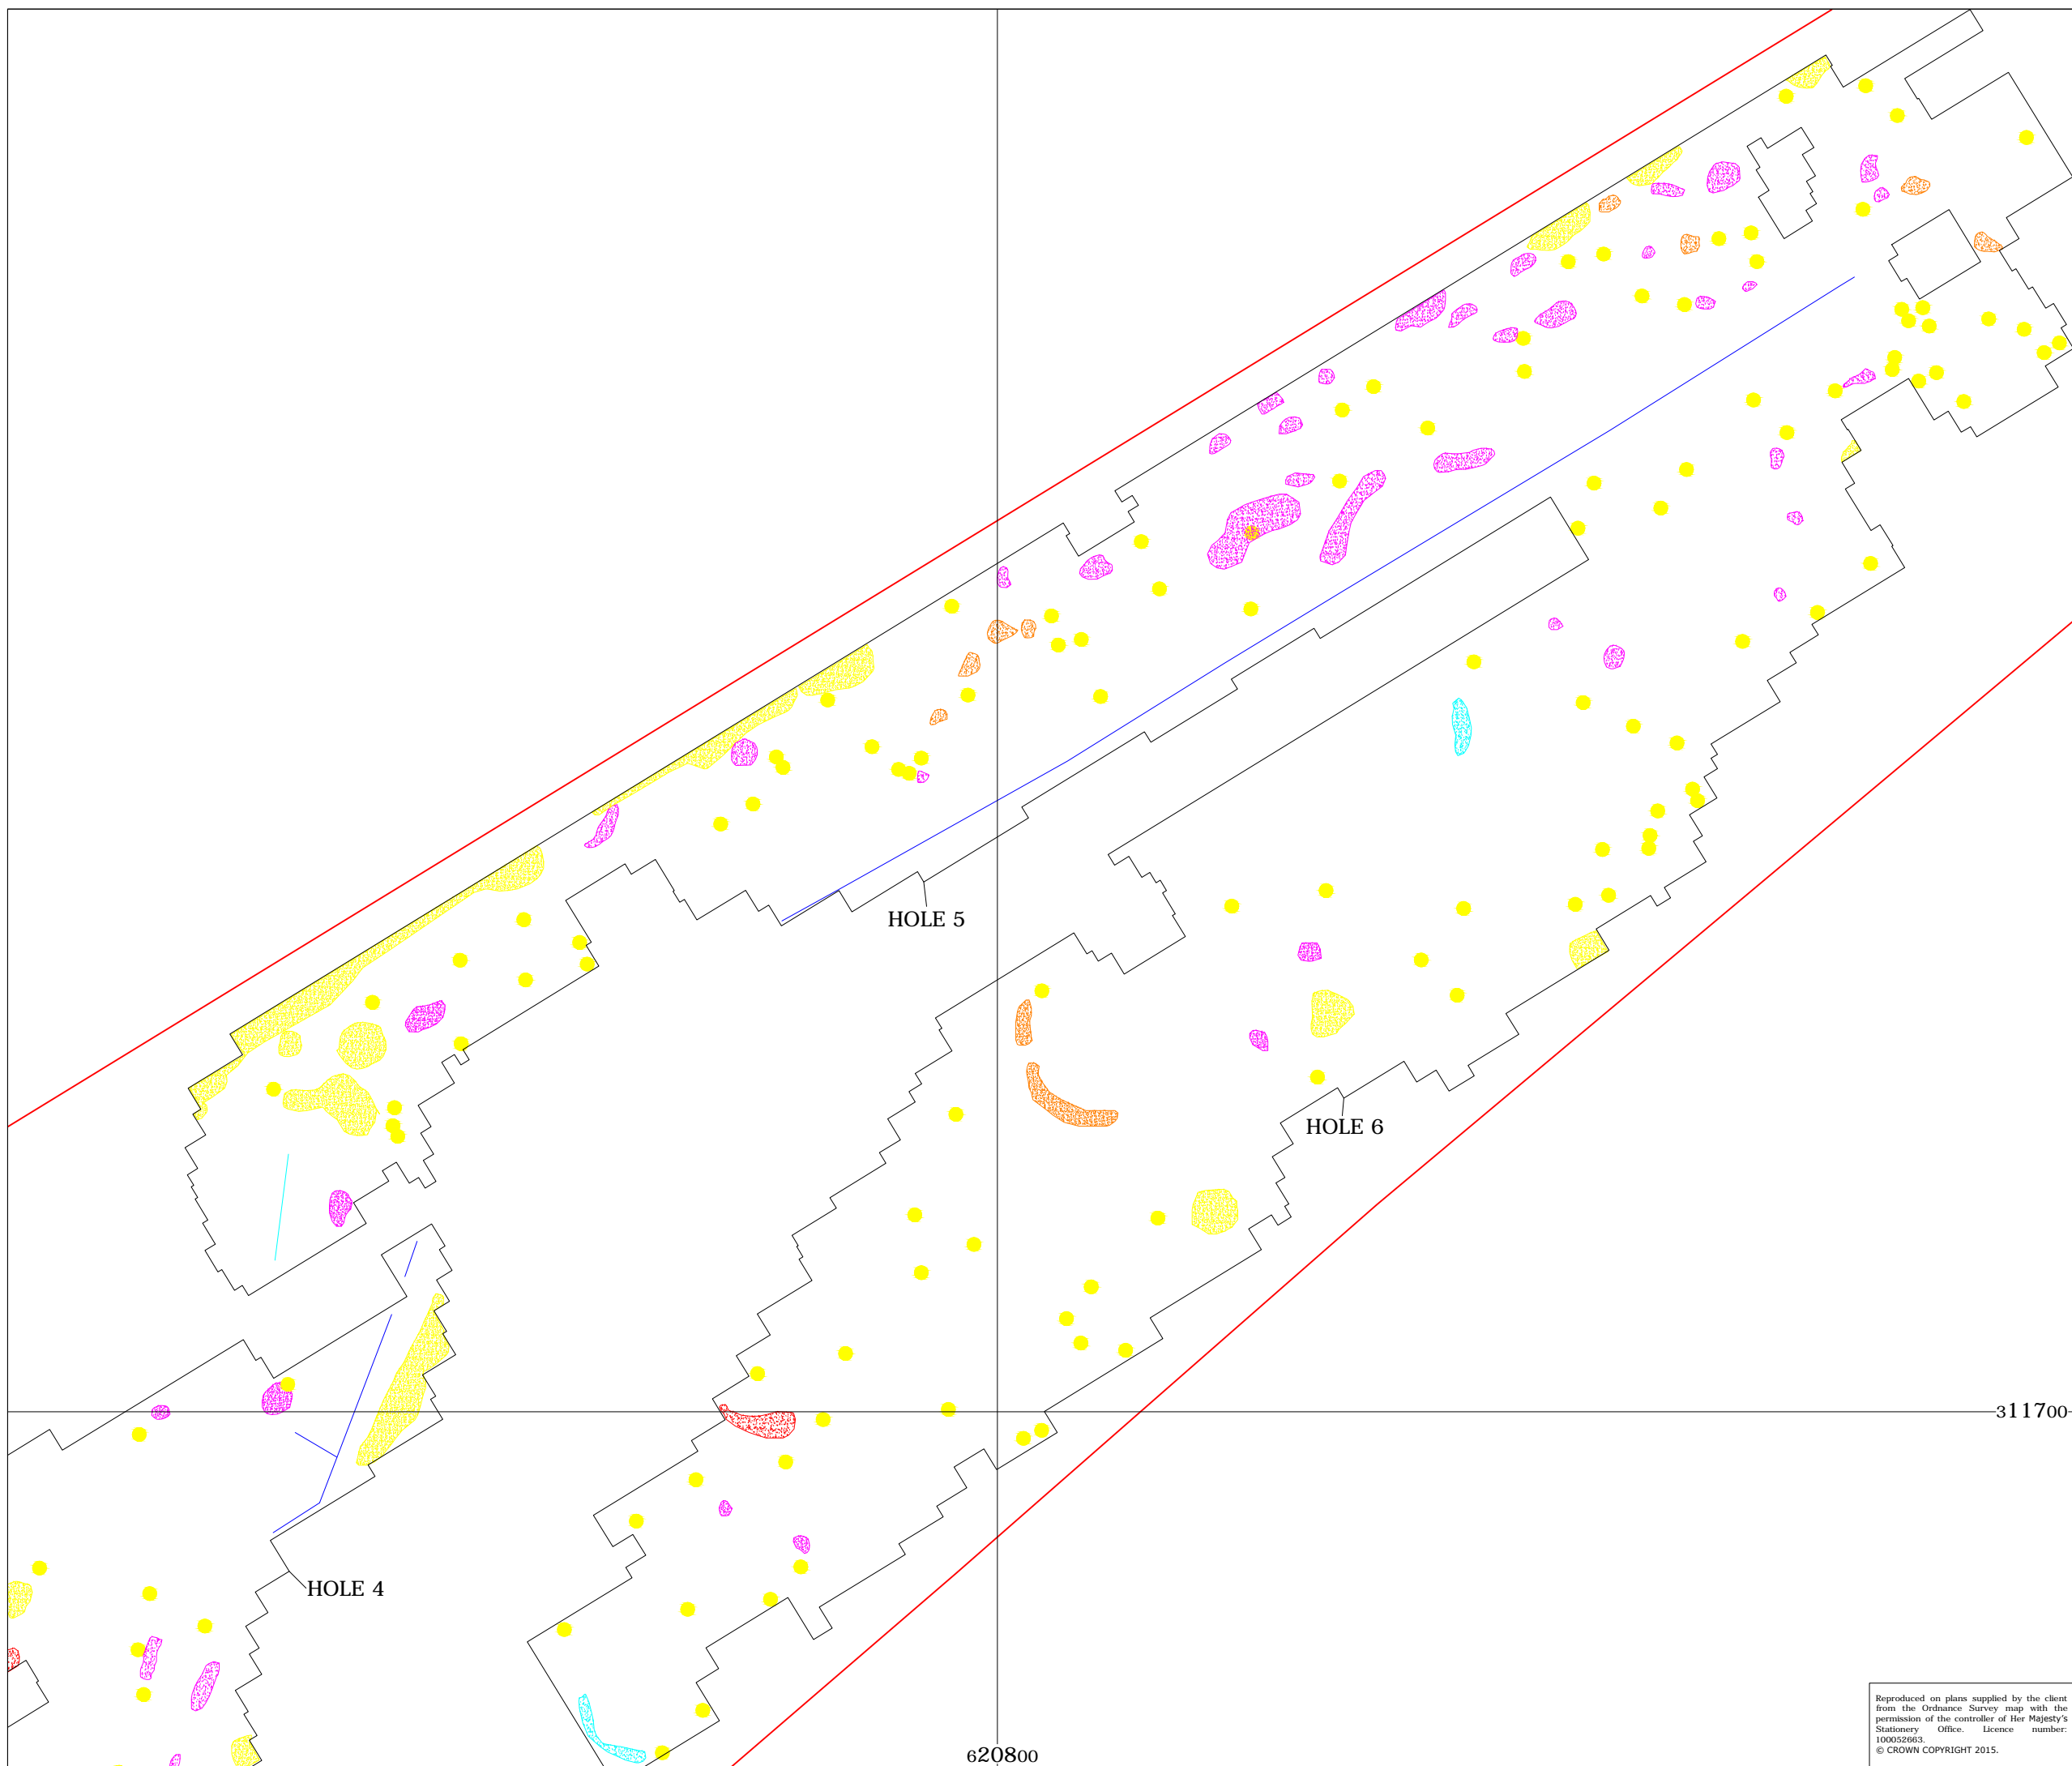 HOLE 5
HOLE 6
311700
HOLE 4
620800
Reproduced on plans supplied by the client
from the Ordnance Survey map with the
permission of the controller of Her Majesty's
Stationery Office. Licence number:
100052663.
© CROWN COPYRIGHT 2015.